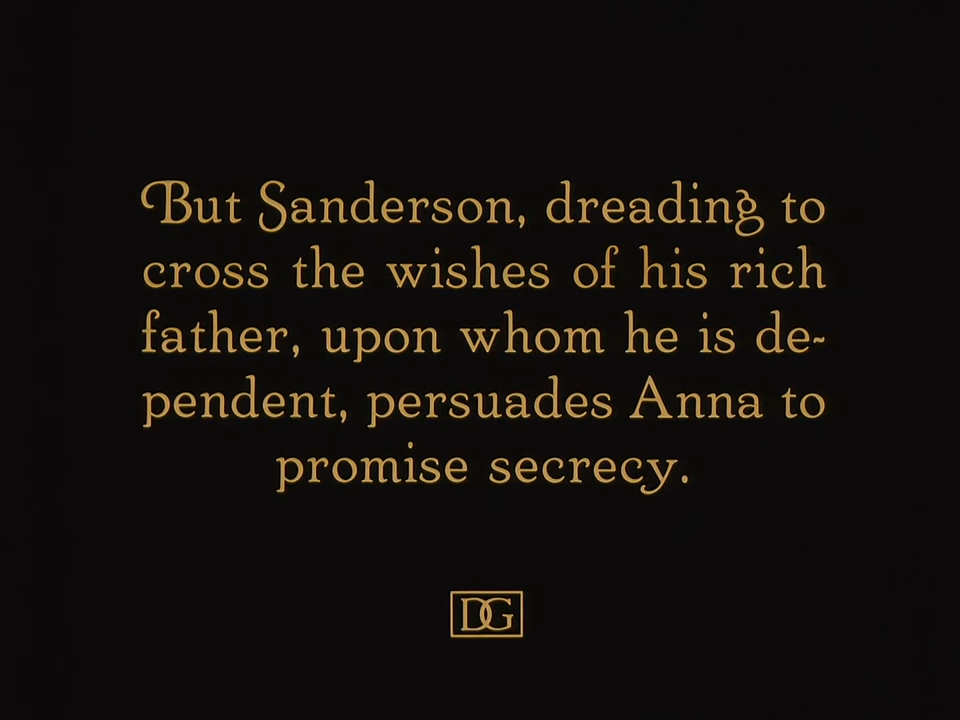 But Sanderson, dreading to
cross the wishes of his rich
father, upon whom he is de-
pendent, persuades Anna to
promise secrecy.
DG